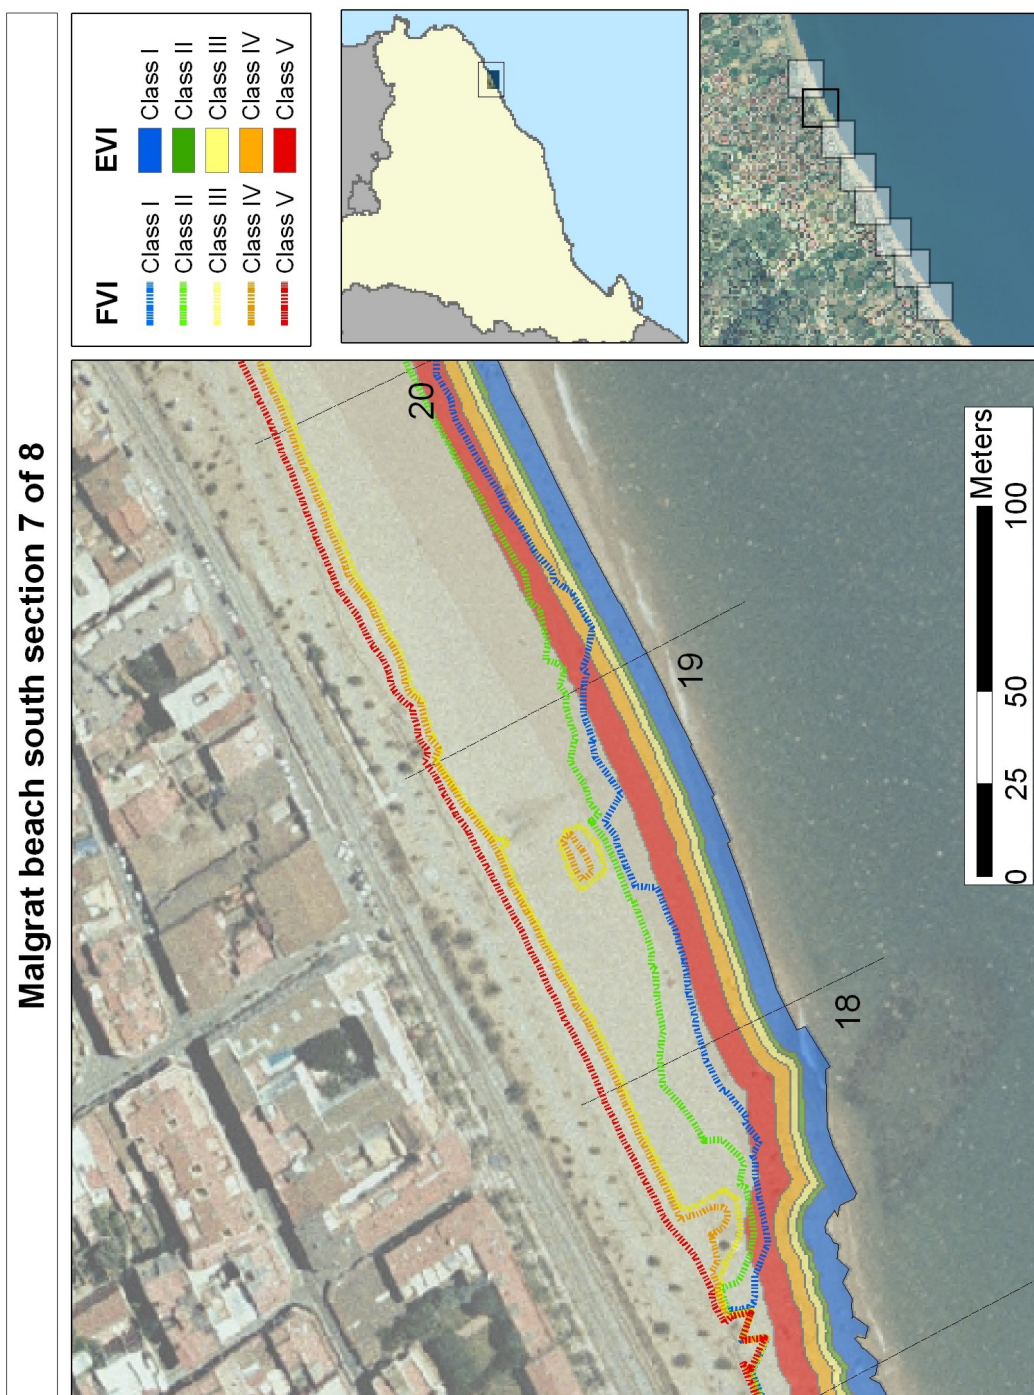 Malgrat beach south section 7 of 8
FVI
Class I
Class II
Class III
Class IV
Class V
EVI
Class I
Class II
Class III
Class IV
Class V
20
19
18
0 25 50 100
Meters